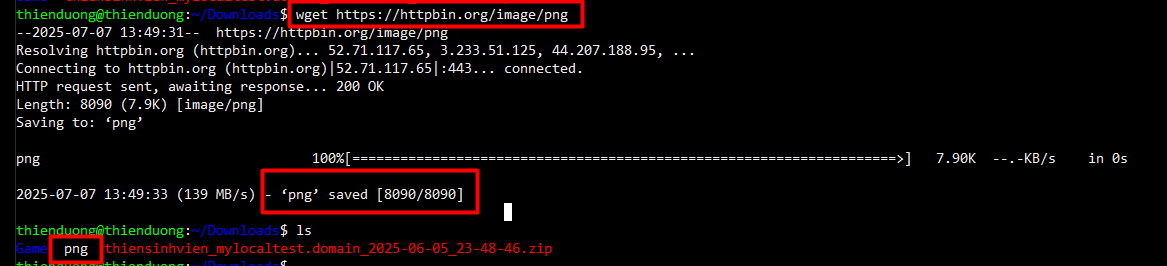 thienduong@thienduong:~/Downloads$ wget https://httpbin.org/image/png
--2025-07-07 13:49:31--  https://httpbin.org/image/png
Resolving httpbin.org (httpbin.org)... 52.71.117.65, 3.233.51.125, 44.207.188.95, ...
Connecting to httpbin.org (httpbin.org)|52.71.117.65|:443... connected.
HTTP request sent, awaiting response... 200 OK
Length: 8090 (7.9K) [image/png]
Saving to: ‘png’
png 100%[====================================================================>] 7.90K --.-KB/s in 0s
2025-07-07 13:49:33 (139 MB/s) - ‘png’ saved [8090/8090]
thienduong@thienduong:~/Downloads$ ls
Game png thiensinhvien_mylocaltest.domain_2025-06-05_23-48-46.zip
thienduong@thienduong:~/Downloads$